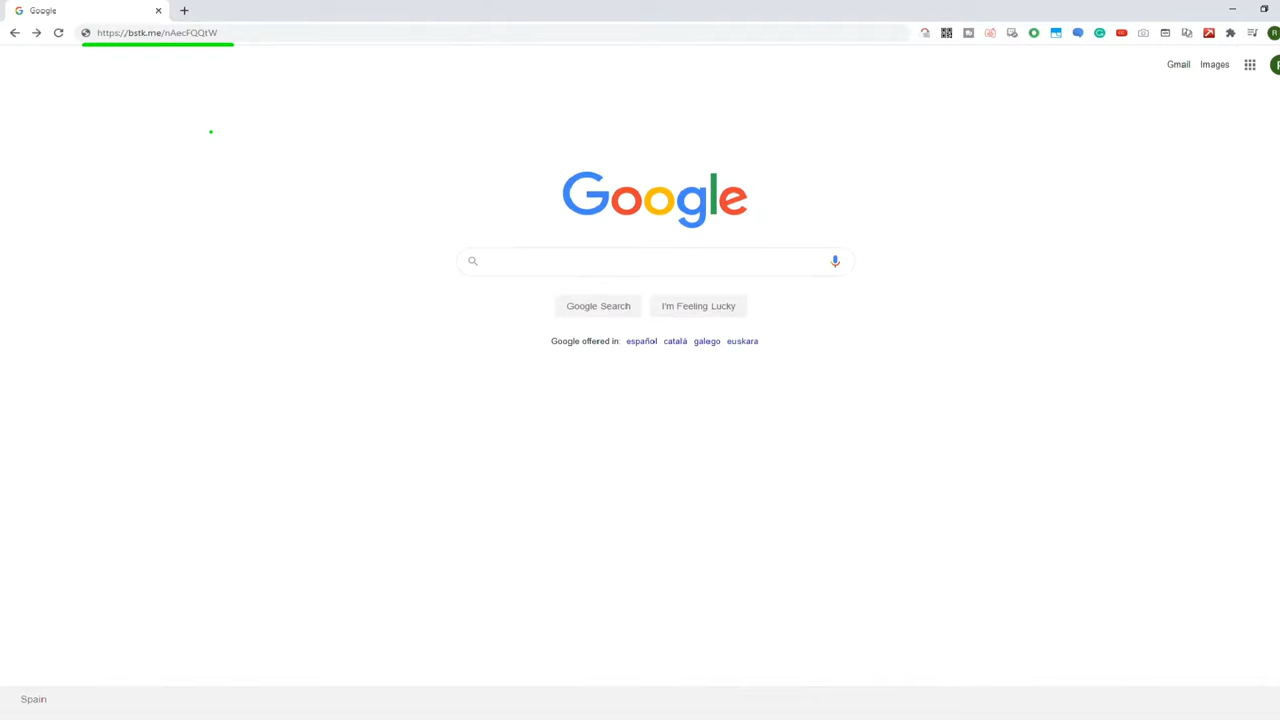 Google
https://bstk.me/nAecFQQtW
Gmail Images
Google
Google Search I'm Feeling Lucky
Google offered in: español català galego euskara
Spain